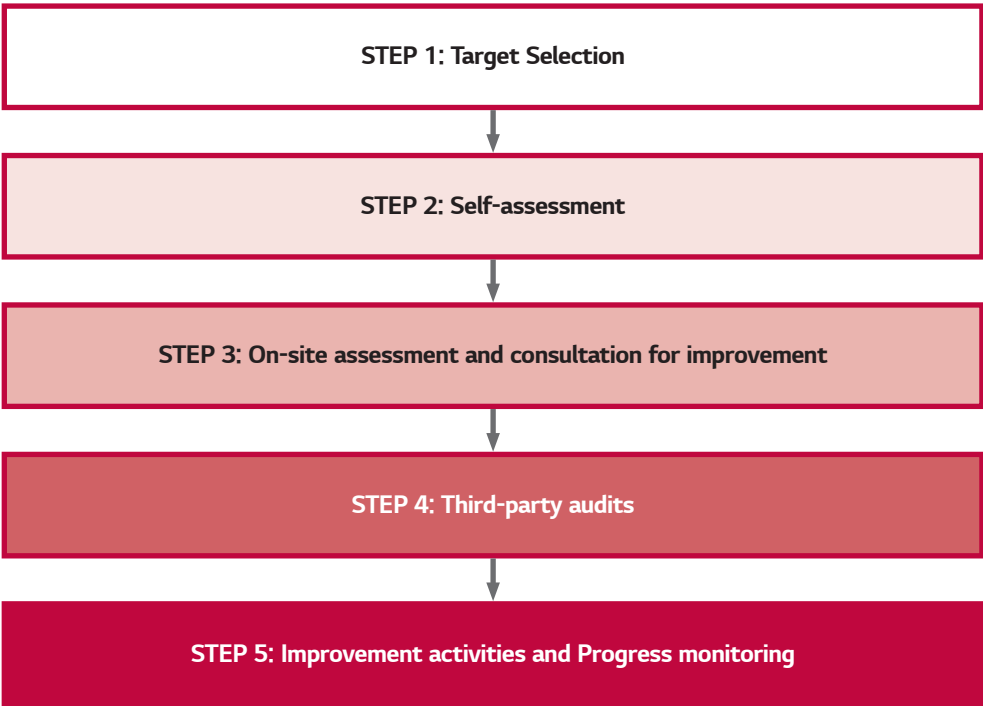 STEP 1: Target Selection
STEP 2: Self-assessment
STEP 3: On-site assessment and consultation for improvement
STEP 4: Third-party audits
STEP 5: Improvement activities and Progress monitoring